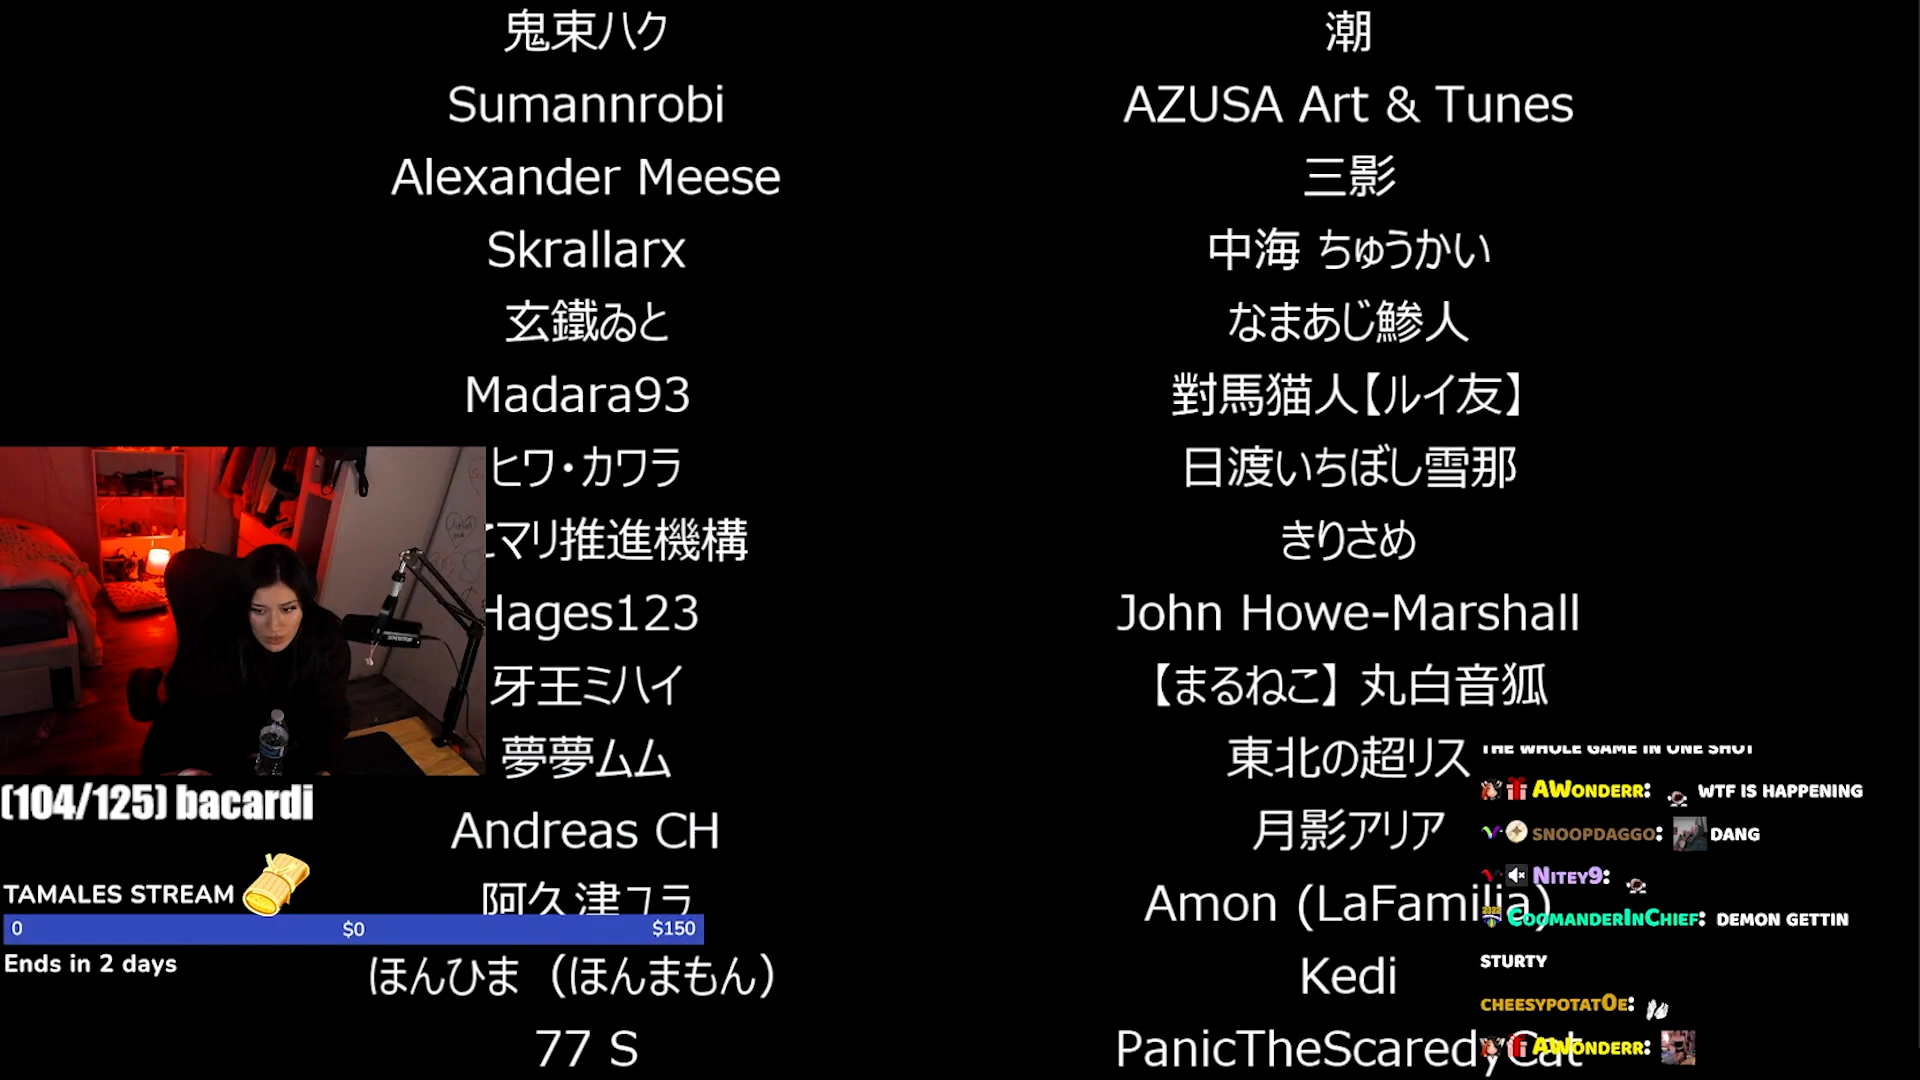 鬼束ハク
潮
Sumannrobi
AZUSA Art & Tunes
Alexander Meese
三影
Skrallarx
中海 ちゅうかい
玄鐵ゐと
なまあじ鯵人
Madara93
對馬猫人【ルイ友】
ヒワ・カワラ
日渡いちぼし雪那
マリ推進機構
きりさめ
Hages123
John Howe-Marshall
牙王ミハイ
【まるねこ】 丸白音狐
夢夢ムム
東北の超リス
Andreas CH
月影アリア
阿久津ユラ
Amon (LaFamilia)
ほんひま（ほんまもん）
Kedi
77 S
PanicTheScaredyCat
(104/125) bacardi
TAMALES STREAM
0 $0 $150
Ends in 2 days
THE WHOLE GAME IN ONE SHOT
AWONDERR: WTF IS HAPPENING
SNOOPDAGGO: DANG
NITEY9:
COOMANDERINCHIEF: DEMON GETTIN
STURTY
CHEESYPOTAT0E:
AWONDERR: